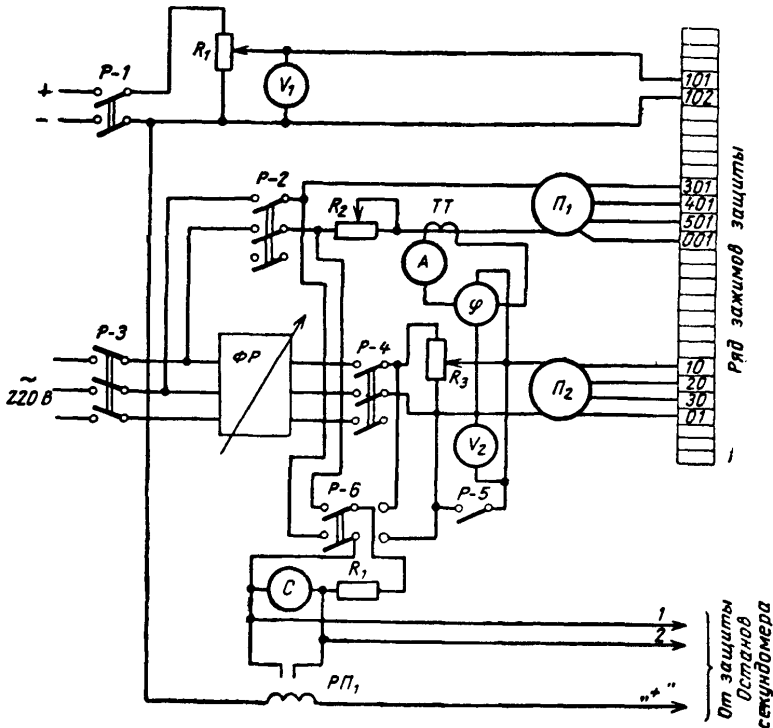 R₁
P-1
V₁
+
-
101
102
P-2
R₂
ТТ
П₁
301
401
501
001
A
φ
P-3
ФР
P-4
R₃
П₂
10
20
30
01
~
220 В
V₂
P-6
P-5
C
R₁
1
2
РП₁
„+"
Ряд зажимов защиты
От защиты
Останов
секундомера